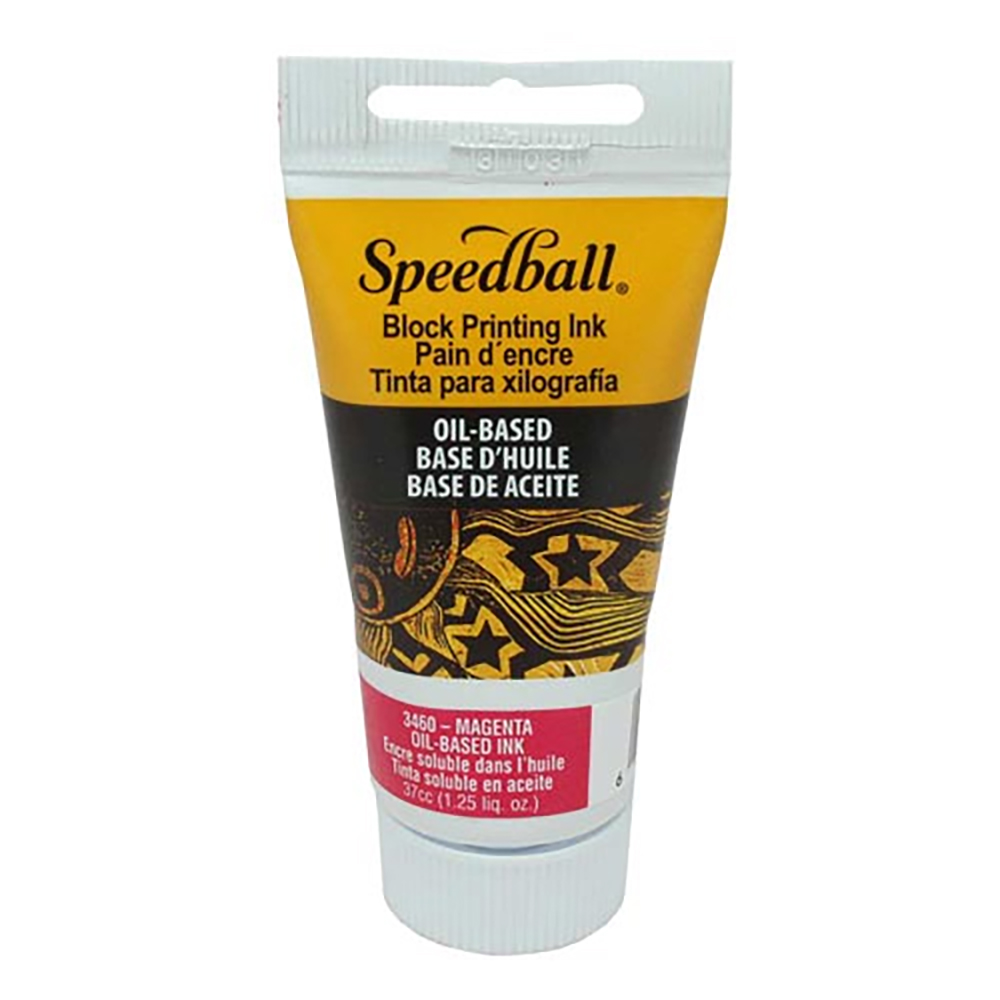 Speedball®
Block Printing Ink
Pain d´encre
Tinta para xilografía
OIL-BASED
BASE D'HUILE
BASE DE ACEITE
3460 – MAGENTA
OIL-BASED INK
Encre soluble dans l'huile
Tinta soluble en aceite
37cc (1.25 liq. oz.)
6